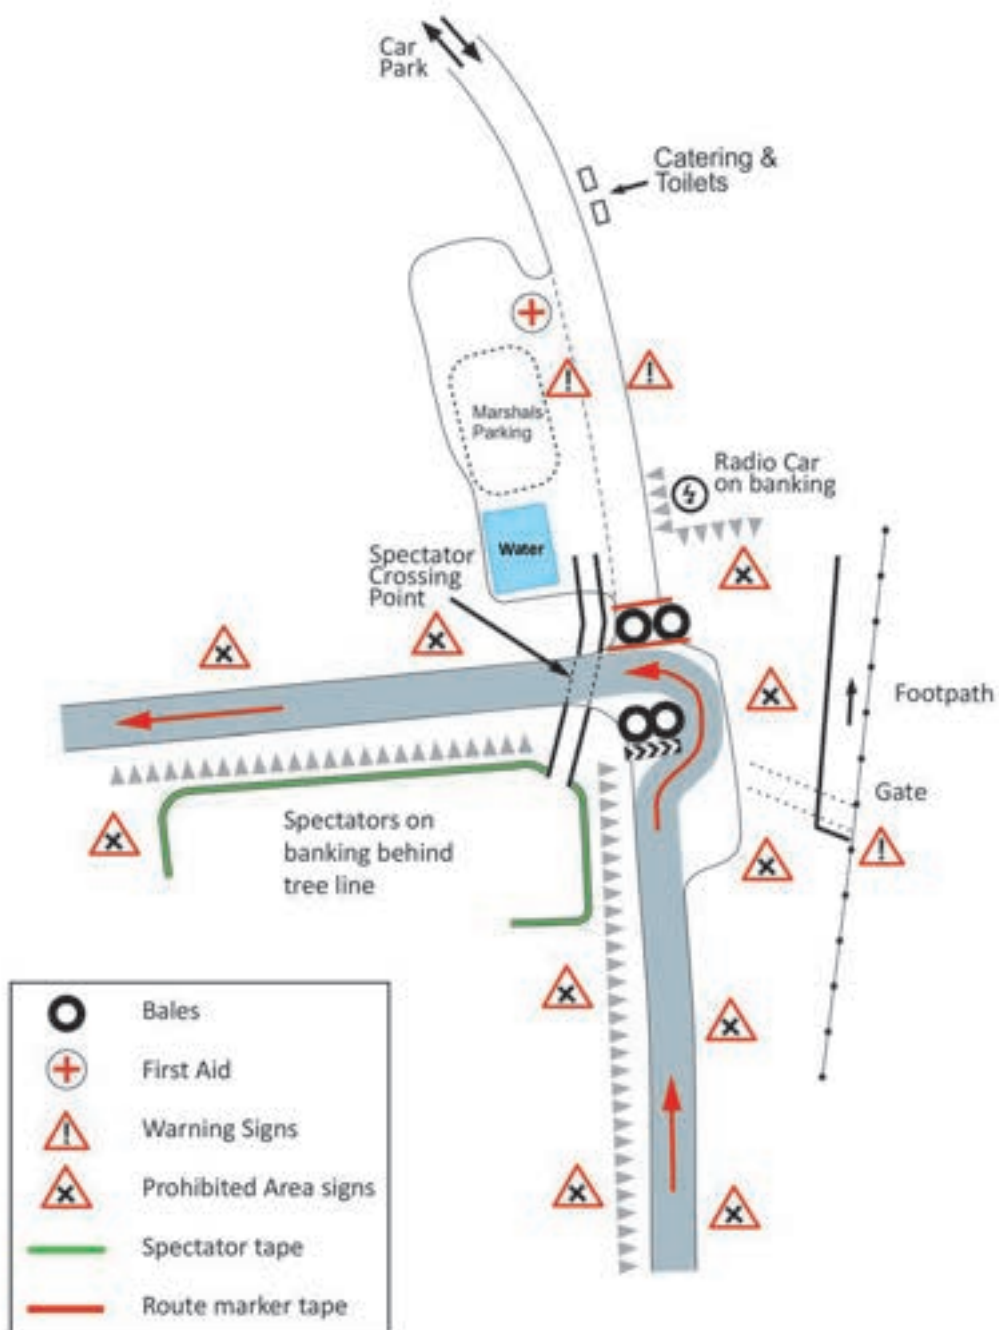 Car
Park
Catering &
Toilets
Marshals
Parking
Radio Car
on banking
Water
Spectator
Crossing
Point
Footpath
Gate
Spectators on
banking behind
tree line
Bales
First Aid
Warning Signs
Prohibited Area signs
Spectator tape
Route marker tape